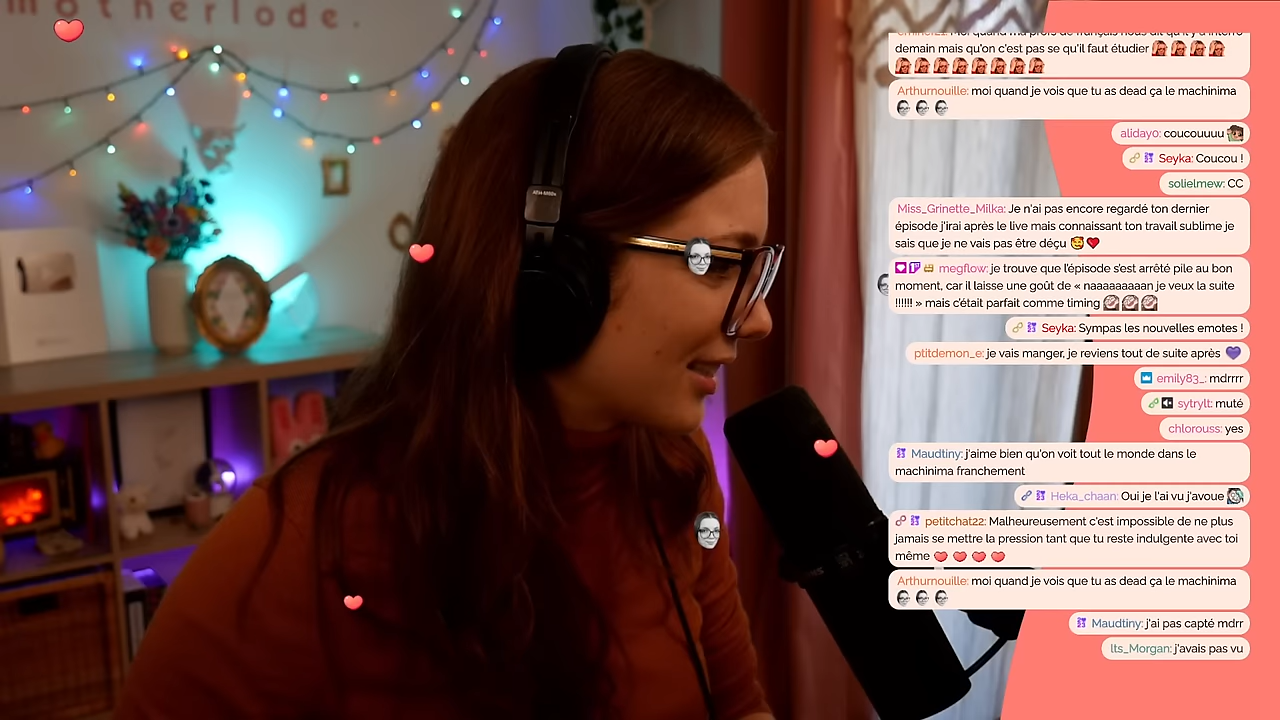 motherlode.
demain mais qu'on c'est pas se qu'il faut étudier
Arthurnouille: moi quand je vois que tu as dead ça le machinima
alidayo: coucouuuu
Seyka: Coucou !
solielmew: CC
Miss_Grinette_Milka: Je n'ai pas encore regardé ton dernier
épisode j'irai après le live mais connaissant ton travail sublime je
sais que je ne vais pas être déçu 🥰❤️
megflow: je trouve que l'épisode s'est arrêté pile au bon
moment, car il laisse une goût de « naaaaaaaaan je veux la suite
!!!!!! » mais c'était parfait comme timing
Seyka: Sympas les nouvelles emotes !
ptitdemon_e: je vais manger, je reviens tout de suite après 💜
emily83_: mdrrrr
sytrylt: muté
chlorouss: yes
Maudtiny: j'aime bien qu'on voit tout le monde dans le
machinima franchement
Heka_chaan: Oui je l'ai vu j'avoue
petitchat22: Malheureusement c'est impssible de ne plus
jamais se mettre la pression tant que tu reste indulgente avec toi
même
Arthurnouille: moi quand je vois que tu as dead ça le machinima
Maudtiny: j'ai pas capté mdrr
Its_Morgan: j'avais pas vu